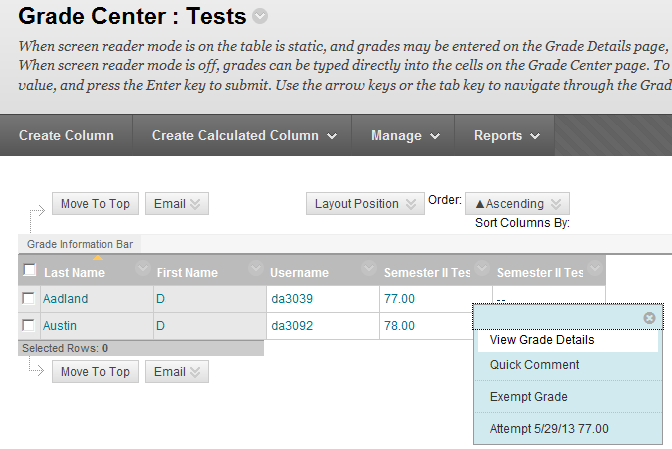 Grade Center : Tests
When screen reader mode is on the table is static, and grades may be entered on the Grade Details page,
When screen reader mode is off, grades can be typed directly into the cells on the Grade Center page. To
value, and press the Enter key to submit. Use the arrow keys or the tab key to navigate through the Grad
Create Column Create Calculated Column Manage Reports
Move To Top Email Layout Position Order: ▲Ascending
Sort Columns By:
Grade Information Bar
Last Name First Name Username Semester II Tes Semester II Tes
Aadland D da3039 77.00 --
Austin D da3092 78.00
Selected Rows: 0
Move To Top Email
View Grade Details
Quick Comment
Exempt Grade
Attempt 5/29/13 77.00